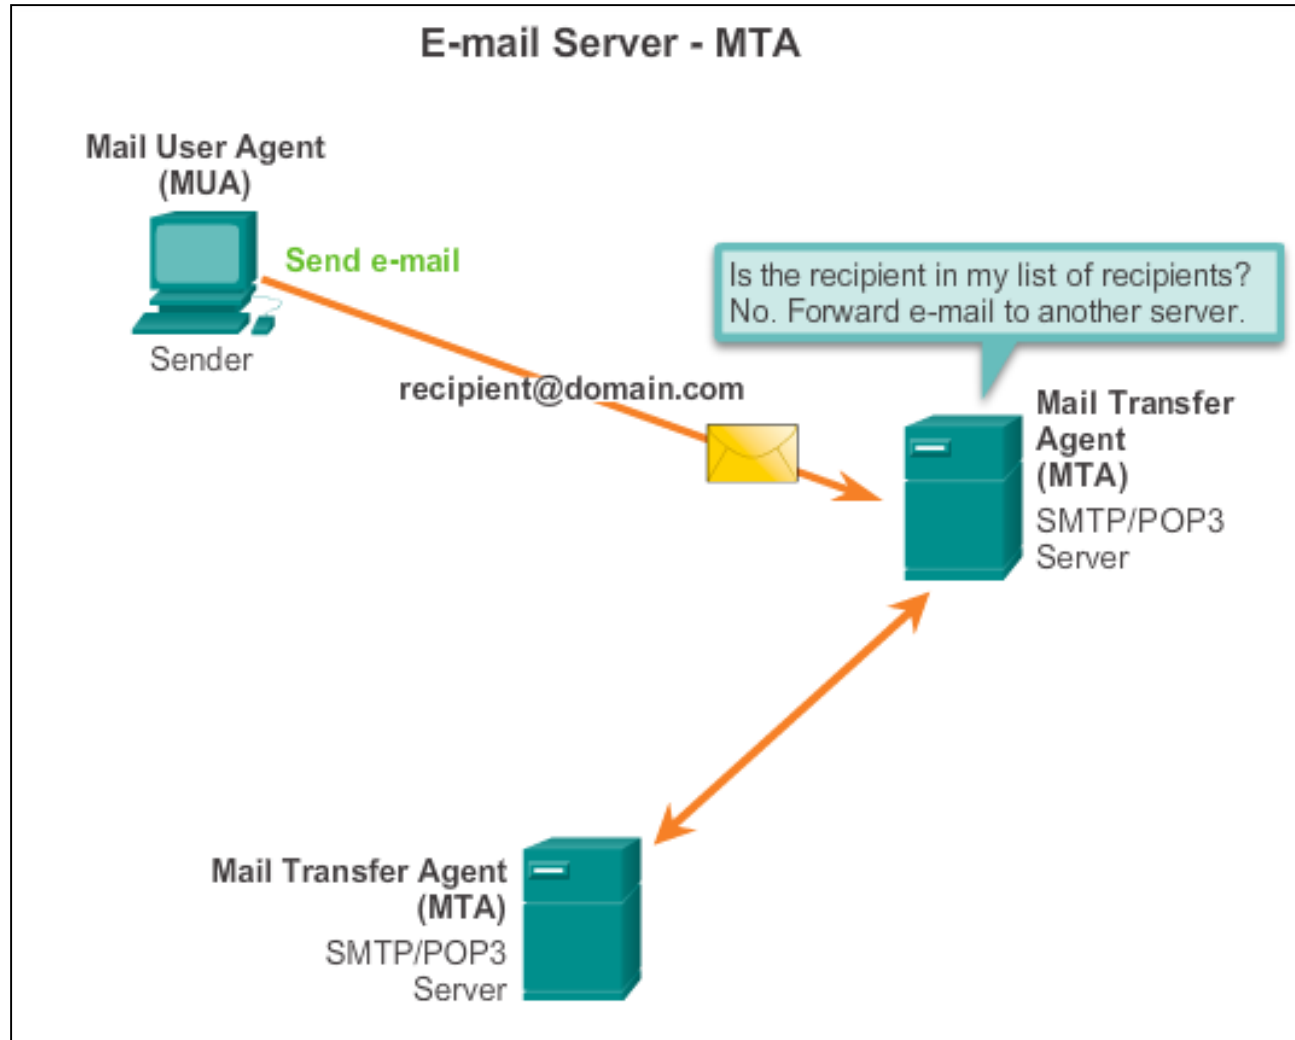 E-mail Server - MTA
Mail User Agent
(MUA)
Send e-mail
Sender
Is the recipient in my list of recipients?
No. Forward e-mail to another server.
recipient@domain.com
Mail Transfer
Agent
(MTA)
SMTP/POP3
Server
Mail Transfer Agent
(MTA)
SMTP/POP3
Server